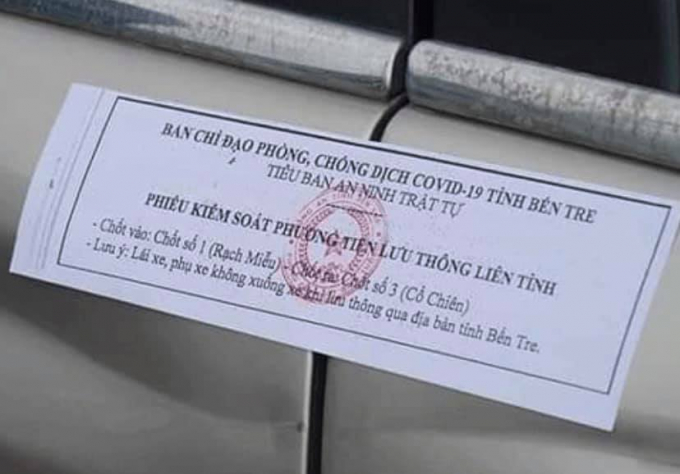 BAN CHỈ ĐẠO PHÒNG, CHỐNG DỊCH COVID-19 TỈNH BẾN TRE
TIỂU BAN AN NINH TRẬT TỰ
PHIẾU KIỂM SOÁT PHƯƠNG TIỆN LƯU THÔNG LIÊN TỈNH
- Chốt vào: Chốt số 1 (Rạch Miễu) - Chốt ra: Chốt số 3 (Cổ Chiên)
- Lưu ý: Lái xe, phụ xe không xuống xe khi lưu thông qua địa bàn tỉnh Bến Tre.